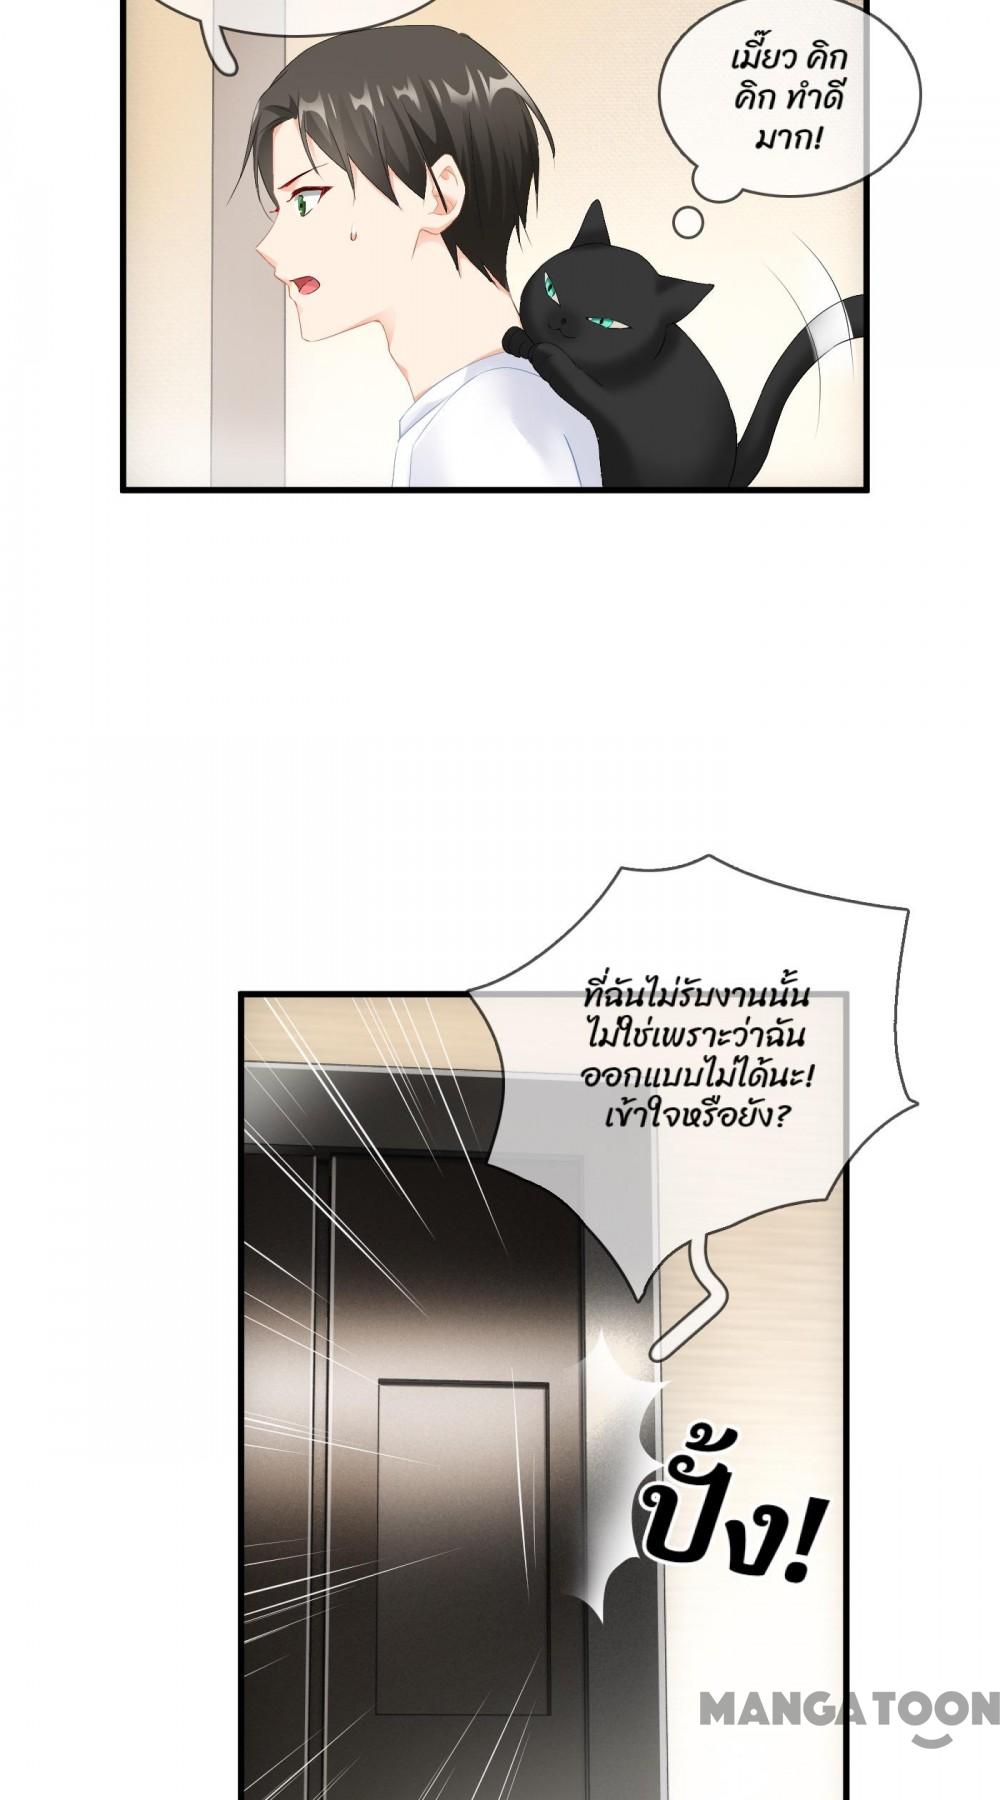 เมี๊ยว คิก
คิก ทำดี
มาก!
ที่ฉันไม่รับงานนั้น
ไม่ใช่เพราะว่าฉัน
ออกแบบไม่ได้นะ!
เข้าใจหรือยัง?
ปั้ง!
MANGATOON